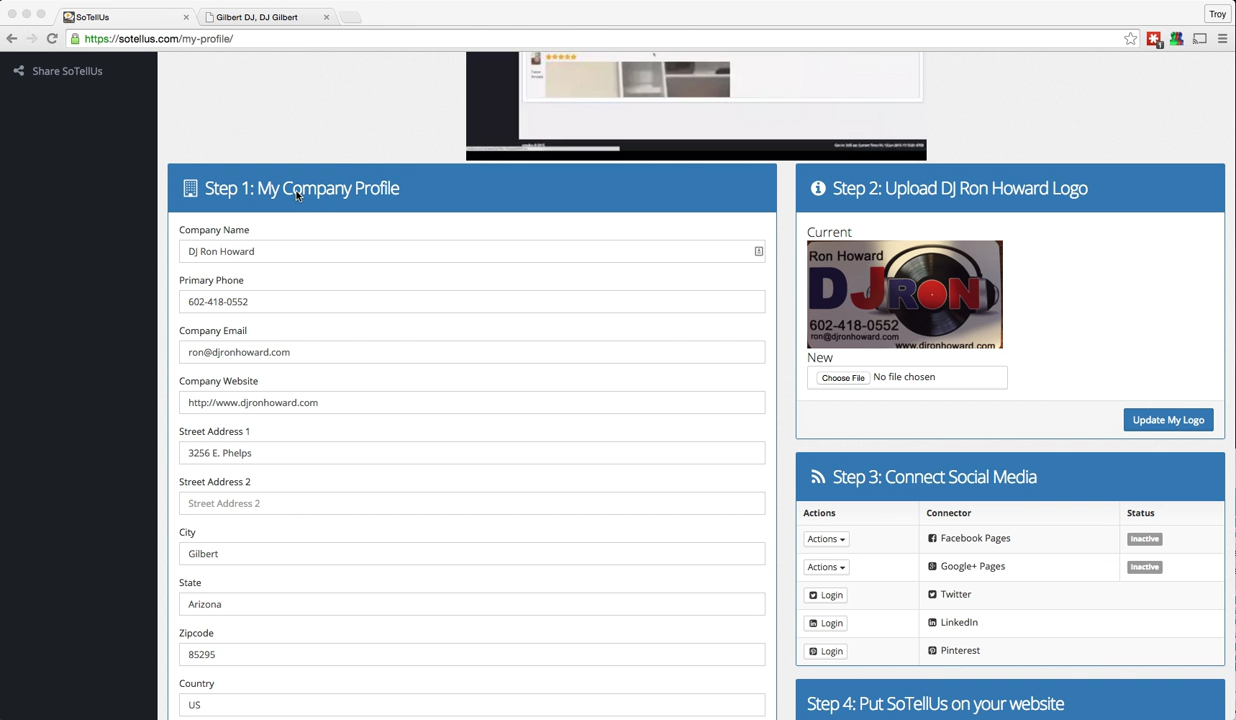 SoTellUs
Gilbert DJ, DJ Gilbert
Troy
https://sotellus.com/my-profile/
Share SoTellUs
Step 1: My Company Profile
Company Name
DJ Ron Howard
Primary Phone
602-418-0552
Company Email
ron@djronhoward.com
Company Website
http://www.djronhoward.com
Street Address 1
3256 E. Phelps
Street Address 2
Street Address 2
City
Gilbert
State
Arizona
Zipcode
85295
Country
US
Step 2: Upload DJ Ron Howard Logo
Current
Ron Howard
DJ RON
602-418-0552
ron@djronhoward.com
www.djronhoward.com
New
Choose File No file chosen
Update My Logo
Step 3: Connect Social Media
Actions Connector Status
Actions Facebook Pages Inactive
Actions Google+ Pages Inactive
Login Twitter
Login LinkedIn
Login Pinterest
Step 4: Put SoTellUs on your website